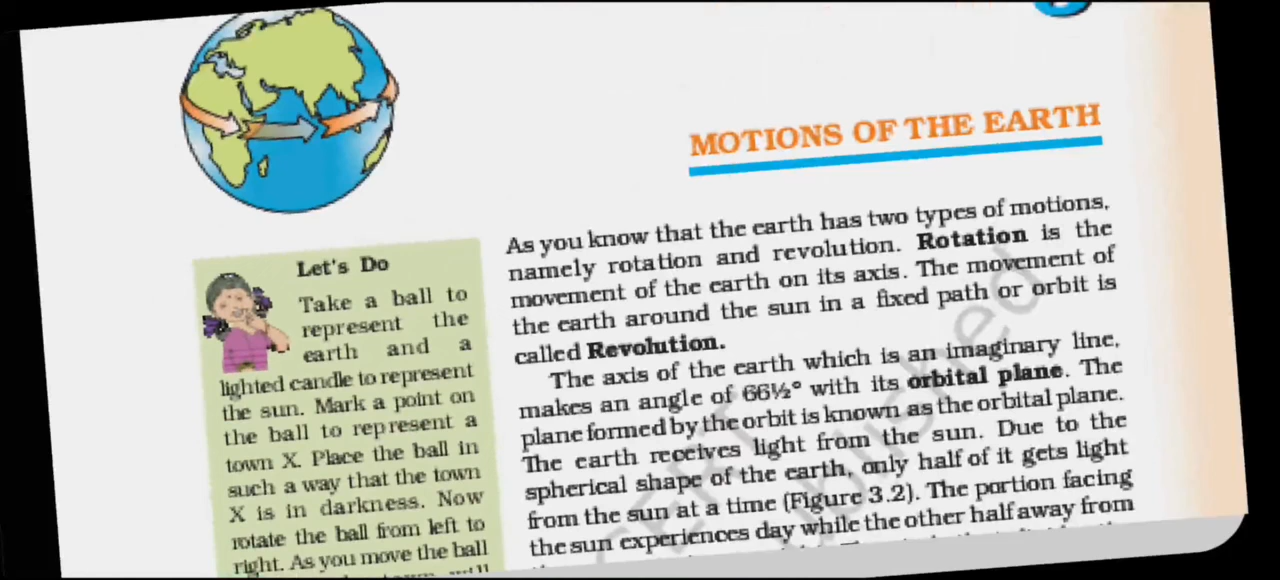 MOTIONS OF THE EARTH
Let's Do
Take a ball to
represent the
earth and a
lighted candle to represent
the sun. Mark a point on
the ball to represent a
town X. Place the ball in
such a way that the town
X is in darkness. Now
rotate the ball from left to
right. As you move the ball
As you know that the earth has two types of motions,
namely rotation and revolution. Rotation is the
movement of the earth on its axis. The movement of
the earth around the sun in a fixed path or orbit is
called Revolution.
The axis of the earth which is an imaginary line,
makes an angle of 66½° with its orbital plane. The
plane formed by the orbit is known as the orbital plane.
The earth receives light from the sun. Due to the
spherical shape of the earth, only half of it gets light
from the sun at a time (Figure 3.2). The portion facing
the sun experiences day while the other half away from